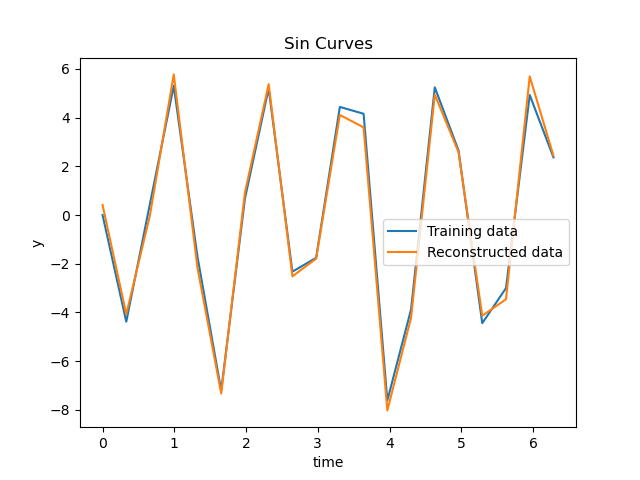 Sin Curves
6
4
2
0
−2
−4
−6
−8
y
Training data
Reconstructed data
0 1 2 3 4 5 6
time